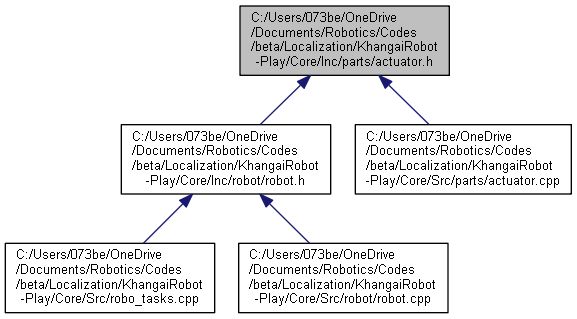 C:/Users/073be/OneDrive
/Documents/Robotics/Codes
/beta/Localization/KhangaiRobot
-Play/Core/Inc/parts/actuator.h
C:/Users/073be/OneDrive
/Documents/Robotics/Codes
/beta/Localization/KhangaiRobot
-Play/Core/Inc/robot/robot.h
C:/Users/073be/OneDrive
/Documents/Robotics/Codes
/beta/Localization/KhangaiRobot
-Play/Core/Src/parts/actuator.cpp
C:/Users/073be/OneDrive
/Documents/Robotics/Codes
/beta/Localization/KhangaiRobot
-Play/Core/Src/robo_tasks.cpp
C:/Users/073be/OneDrive
/Documents/Robotics/Codes
/beta/Localization/KhangaiRobot
-Play/Core/Src/robot/robot.cpp